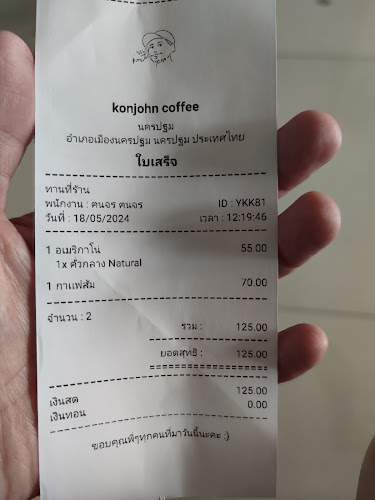 konjohn coffee
นครปฐม
อำเภอเมืองนครปฐม นครปฐม ประเทศไทย
ใบเสร็จ
ทานที่ร้าน
พนักงาน : คนจร คนจร ID : YKK81
วันที่ : 18/05/2024 เวลา : 12:19:46
1 อเมริกาโน่ 55.00
1x คั่วกลาง Natural
1 กาแฟส้ม 70.00
จำนวน : 2
รวม : 125.00
ยอดสุทธิ : 125.00
เงินสด 125.00
เงินทอน 0.00
ขอบคุณพี่ๆทุกคนที่มาวันนี้นะคะ :)